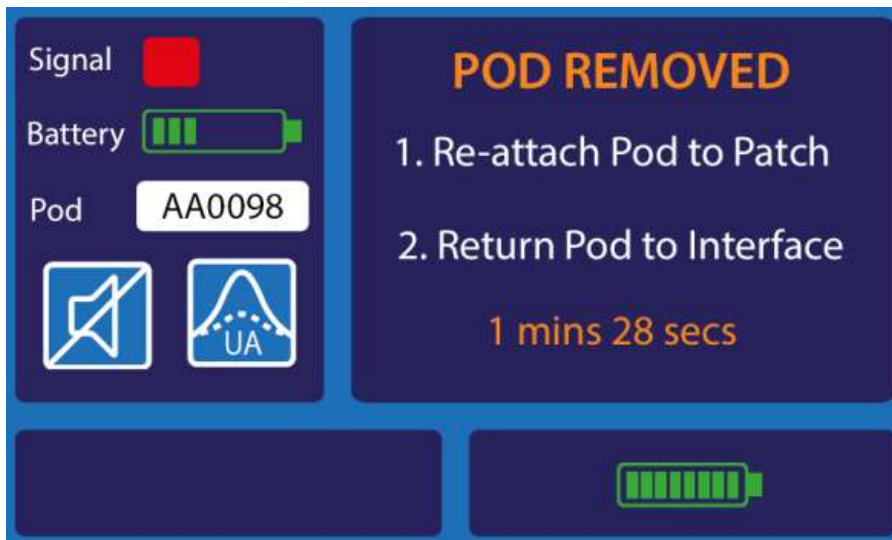 Signal
Battery
Pod AA0098
UA
POD REMOVED
1. Re-attach Pod to Patch
2. Return Pod to Interface
1 mins 28 secs